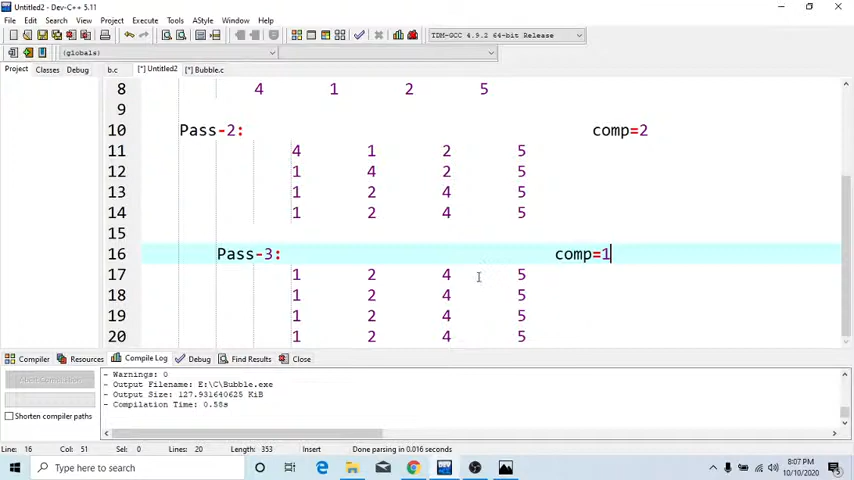 Untitled2 - Dev-C++ 5.11
File Edit Search View Project Execute Tools AStyle Window Help
TDM-GCC 4.9.2 64-bit Release
(globals)
Project Classes Debug b.c [*] Untitled2 [*] Bubble.c
8 4 1 2 5
9
10 Pass-2: comp=2
11 4 1 2 5
12 1 4 2 5
13 1 2 4 5
14 1 2 4 5
15
16 Pass-3: comp=1
17 1 2 4 5
18 1 2 4 5
19 1 2 4 5
20 1 2 4 5
Compiler Resources Compile Log Debug Find Results Close
Abort Compilation
Shorten compiler paths
- Warnings: 0
- Output Filename: E:\C\Bubble.exe
- Output Size: 127.931640625 KiB
- Compilation Time: 0.58s
Line: 16 Col: 51 Sel: 0 Lines: 20 Length: 353 Insert Done parsing in 0.016 seconds
Type here to search
8:07 PM
10/10/2020